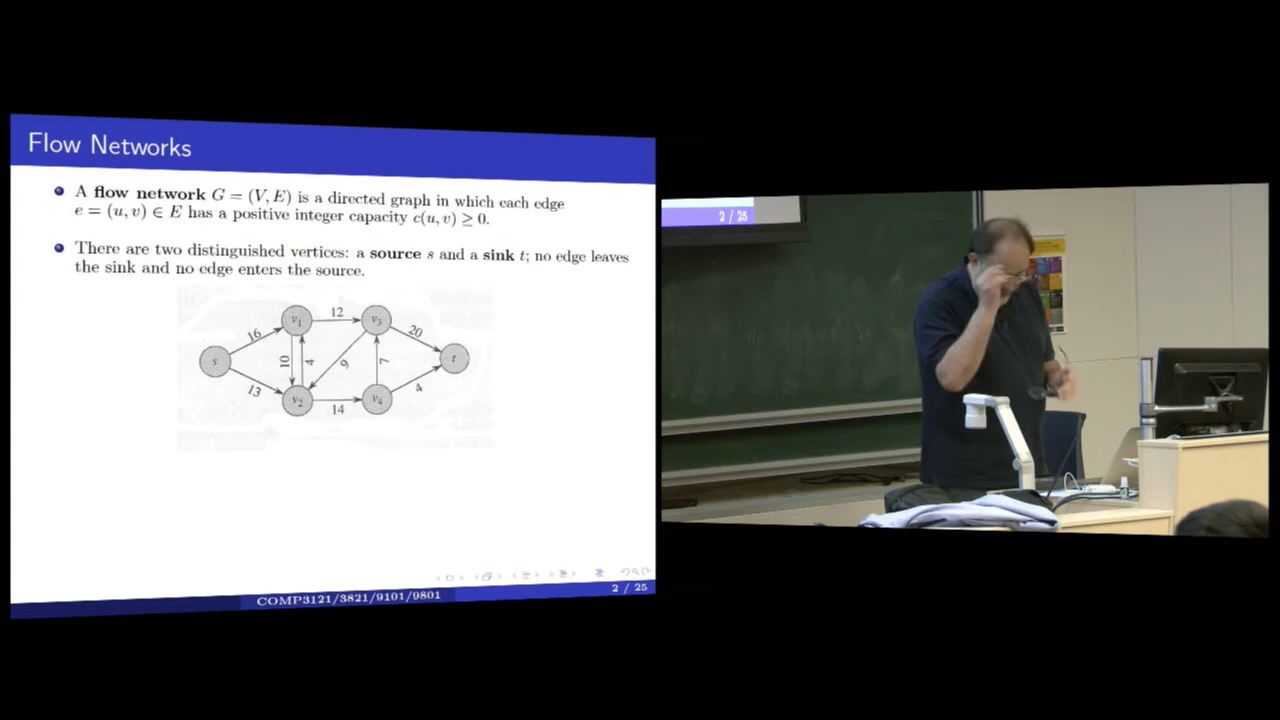 Flow Networks
A flow network G = (V, E) is a directed graph in which each edge
e = (u, v) ∈ E has a positive integer capacity c(u, v) ≥ 0.
There are two distinguished vertices: a source s and a sink t; no edge leaves
the sink and no edge enters the source.
12
v1
v3
16
20
s
10
4
9
7
t
13
4
v2
v4
14
COMP3121/3821/9101/9801
2 / 25
2 / 25